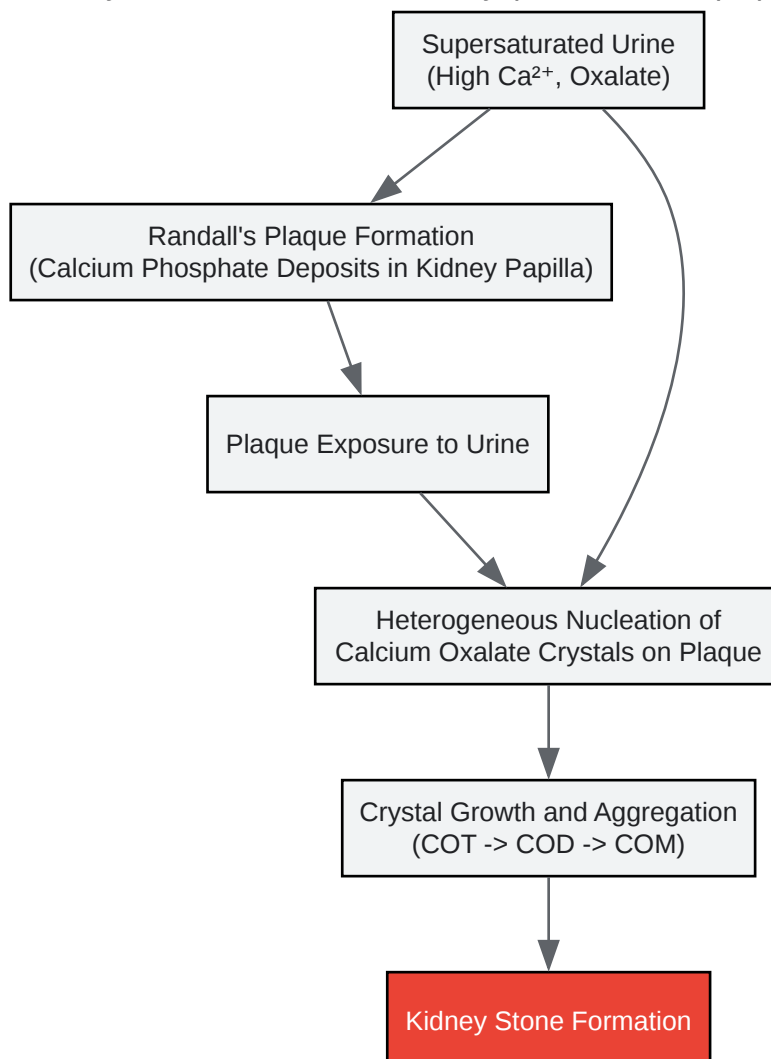 Supersaturated Urine
(High Ca²⁺, Oxalate)
Randall's Plaque Formation
(Calcium Phosphate Deposits in Kidney Papilla)
Plaque Exposure to Urine
Heterogeneous Nucleation of
Calcium Oxalate Crystals on Plaque
Crystal Growth and Aggregation
(COT -> COD -> COM)
Kidney Stone Formation